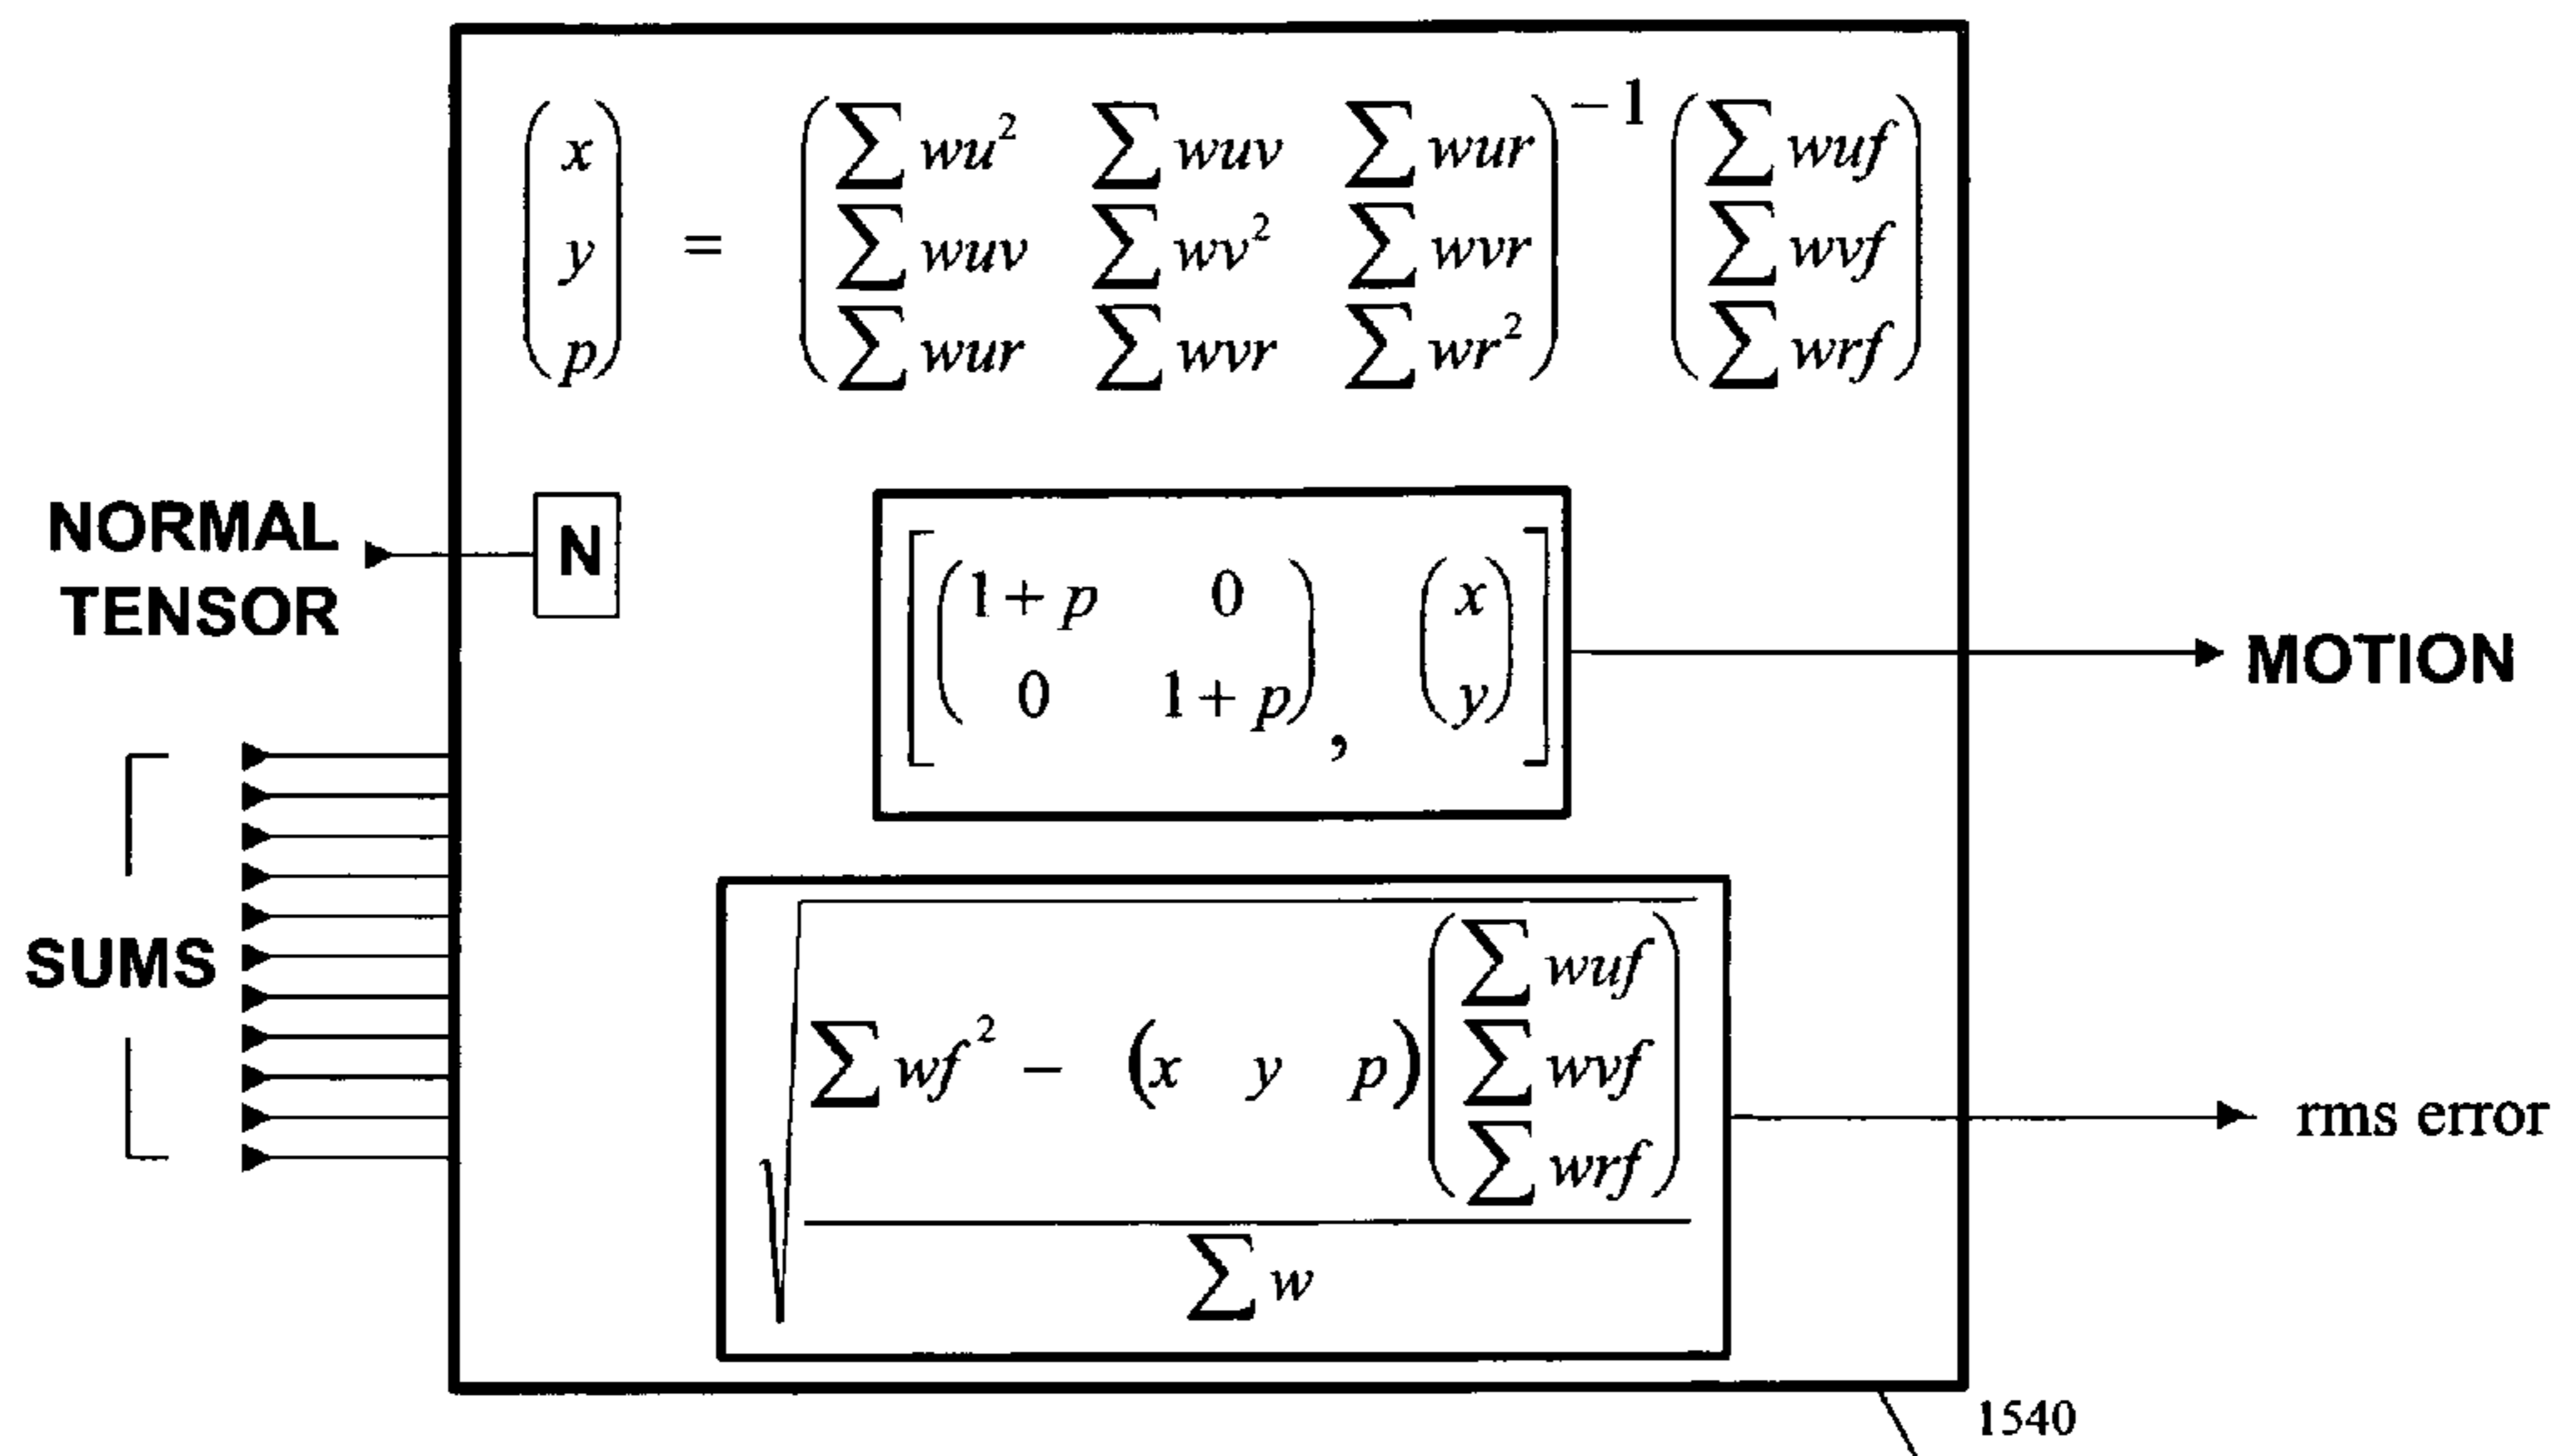 (x y p) = (∑wu² ∑wuv ∑wur
∑wuv ∑wv² ∑wvr
∑wur ∑wvr ∑wr²)⁻¹ (∑wuf ∑wvf ∑wrf)
NORMAL
TENSOR
N
[(1+p 0
0 1+p), (x y)]
MOTION
SUMS
√((∑wf² − (x y p)(∑wuf ∑wvf ∑wrf)) / ∑w)
rms error
1540